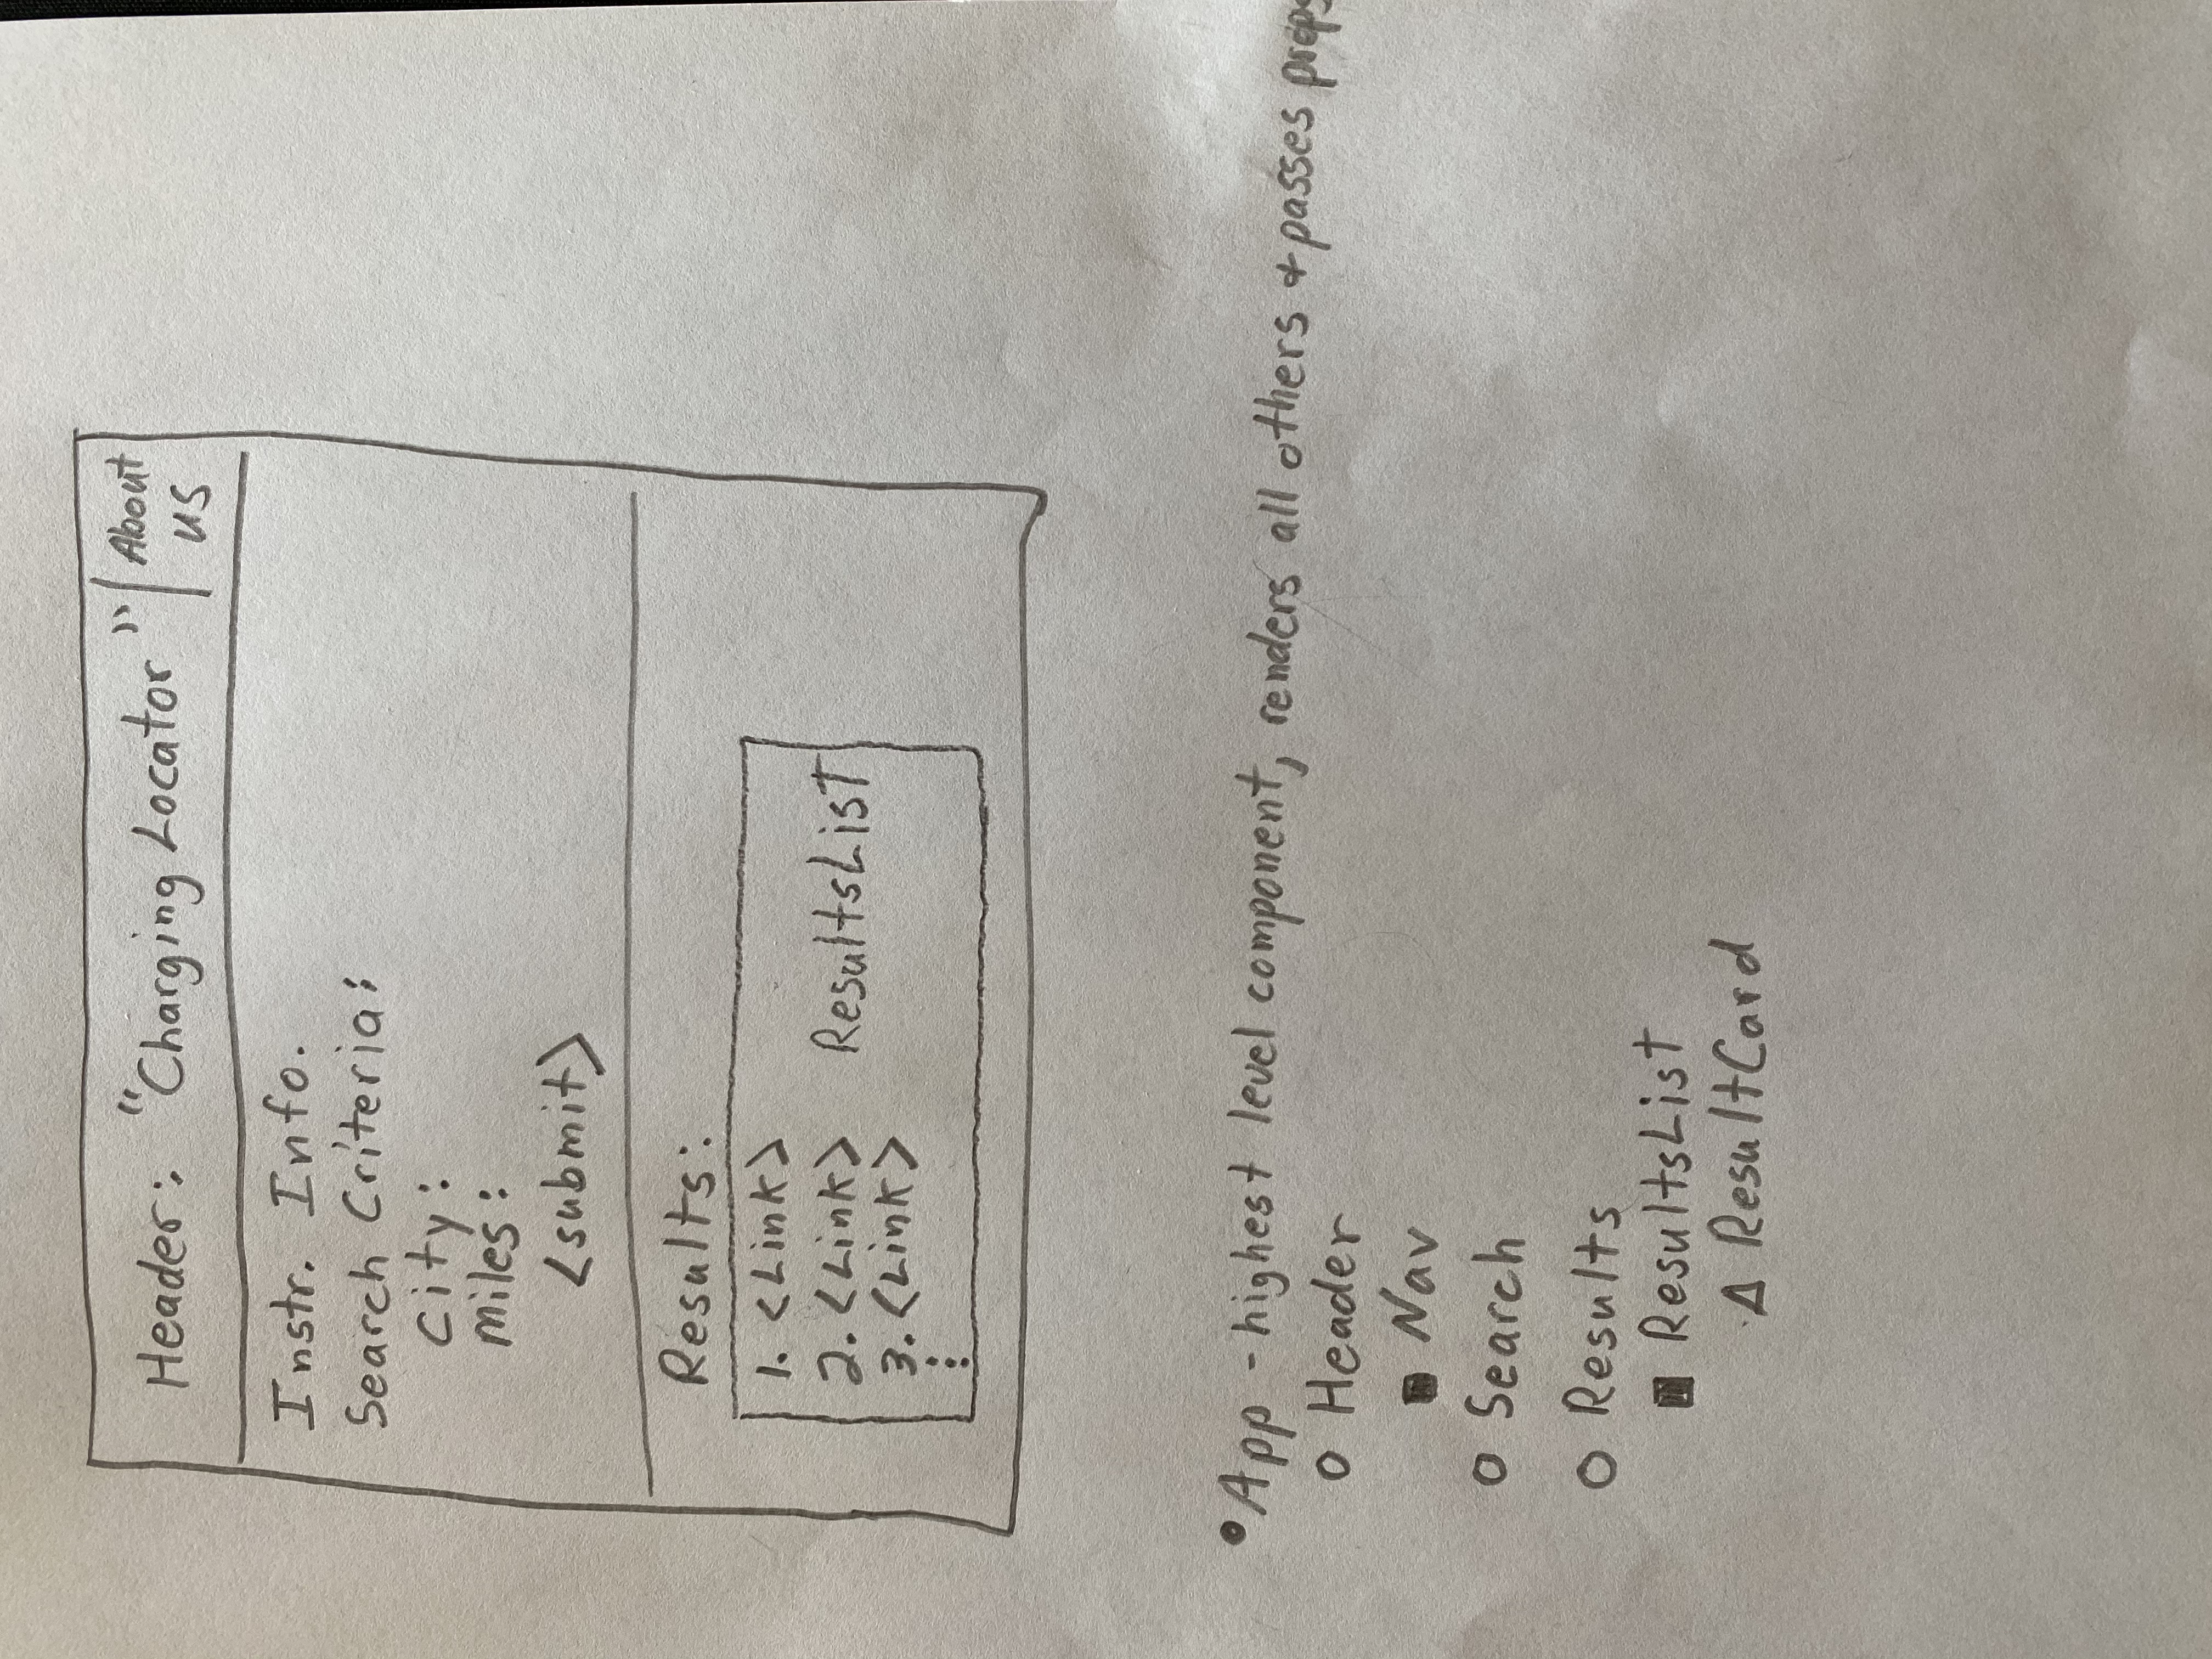 Header: "Charging Locator" | About us
Instr. Info.
Search Criteria:
City:
miles:
<submit>
Results:
1. <Link>
2. <Link> ResultsList
3. <Link>
⋮
• App - highest level component, renders all others + passes props
○ Header
■ Nav
○ Search
○ Results
■ ResultsList
△ ResultCard